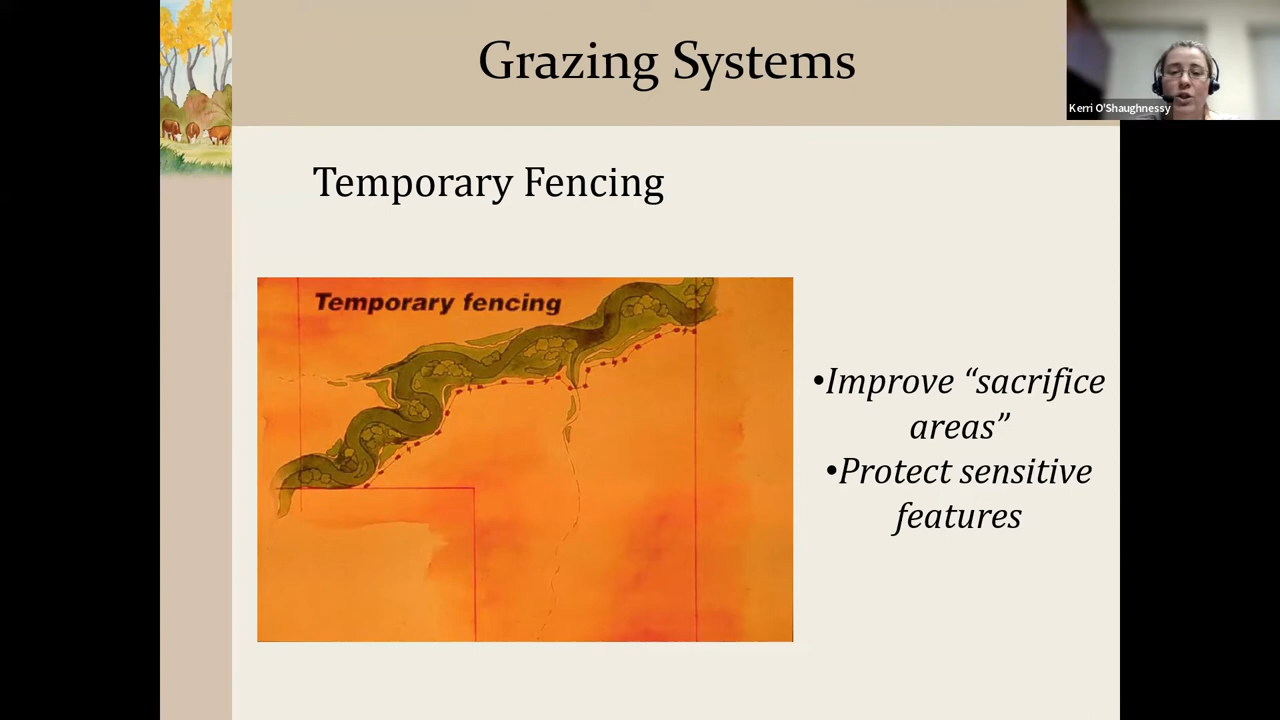 Grazing Systems
Kerri O'Shaughnessy
Temporary Fencing
Temporary fencing
•Improve “sacrifice
areas”
•Protect sensitive
features